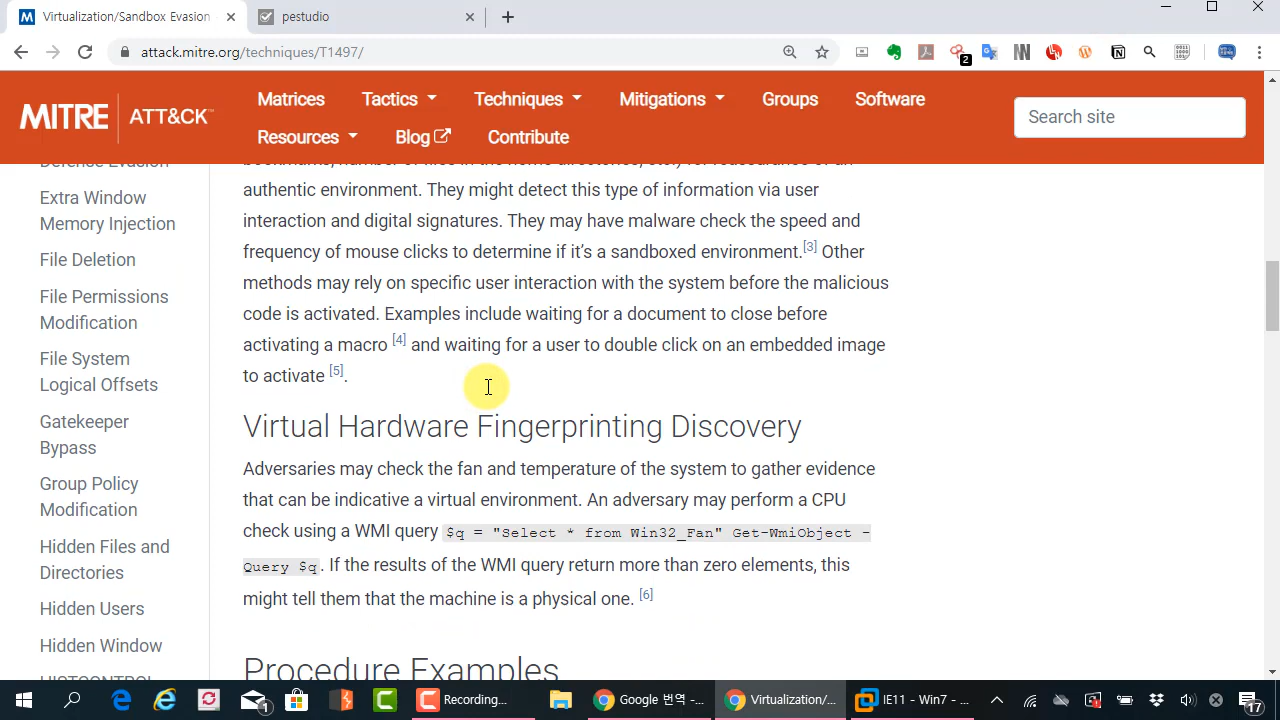 Virtualization/Sandbox Evasion
pestudio
attack.mitre.org/techniques/T1497/
2
MITRE ATT&CK™
Matrices Tactics Techniques Mitigations Groups Software
Resources Blog Contribute
Search site
Defense Evasion
Extra Window
Memory Injection
File Deletion
File Permissions
Modification
File System
Logical Offsets
Gatekeeper
Bypass
Group Policy
Modification
Hidden Files and
Directories
Hidden Users
Hidden Window
HISTCONTROL
authentic environment. They might detect this type of information via user
interaction and digital signatures. They may have malware check the speed and
frequency of mouse clicks to determine if it’s a sandboxed environment.[3] Other
methods may rely on specific user interaction with the system before the malicious
code is activated. Examples include waiting for a document to close before
activating a macro [4] and waiting for a user to double click on an embedded image
to activate [5].
Virtual Hardware Fingerprinting Discovery
Adversaries may check the fan and temperature of the system to gather evidence
that can be indicative a virtual environment. An adversary may perform a CPU
check using a WMI query $q = "Select * from Win32_Fan" Get-WmiObject -
Query $q. If the results of the WMI query return more than zero elements, this
might tell them that the machine is a physical one. [6]
Procedure Examples
1
Recording...
Google 번역 -...
Virtualization/...
IE11 - Win7 - ...
17